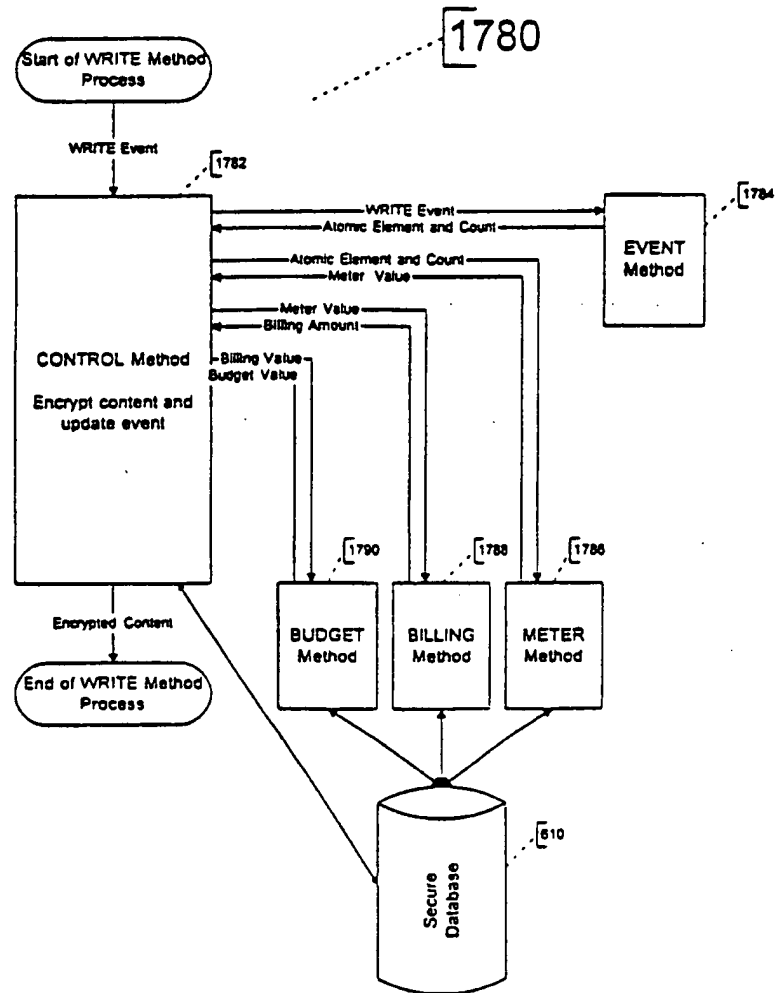 1780
Start of WRITE Method
Process
WRITE Event
1782
1784
WRITE Event
Atomic Element and Count
EVENT
Method
Atomic Element and Count
Meter Value
Meter Value
Billing Amount
CONTROL Method
Billing Value
Budget Value
Encrypt content and
update event
1790
1788
1786
Encrypted Content
BUDGET
Method
BILLING
Method
METER
Method
End of WRITE Method
Process
610
Secure
Database